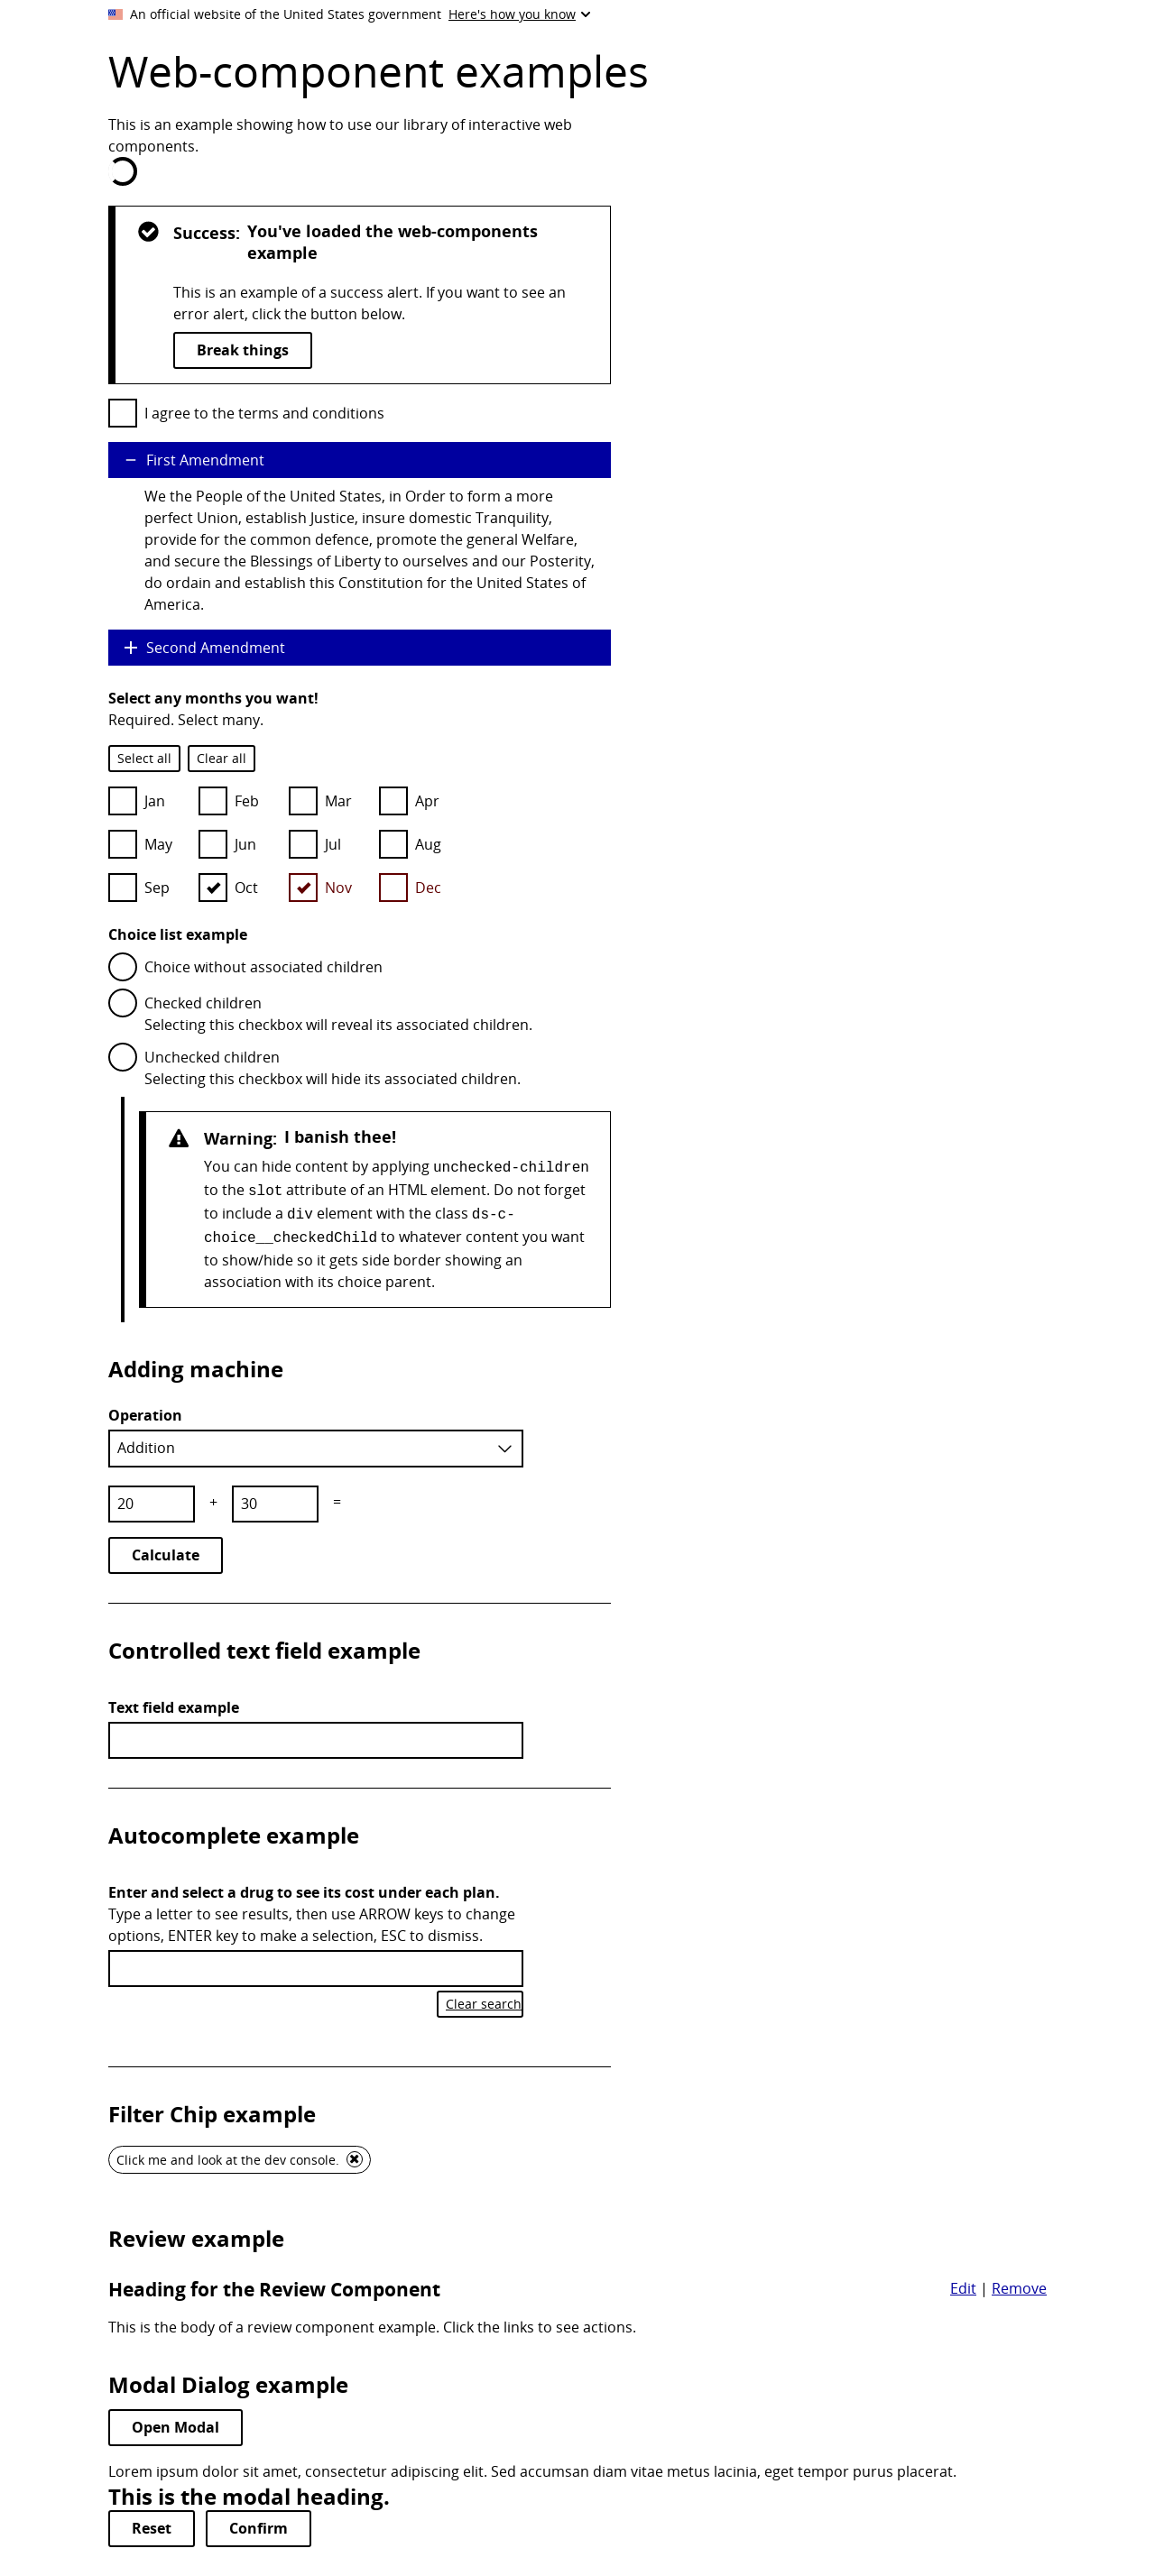 An official website of the United States government Here's how you know
Web-component examples
This is an example showing how to use our library of interactive web
components.
Success: You've loaded the web-components
example
This is an example of a success alert. If you want to see an
error alert, click the button below.
Break things
I agree to the terms and conditions
First Amendment
We the People of the United States, in Order to form a more
perfect Union, establish Justice, insure domestic Tranquility,
provide for the common defence, promote the general Welfare,
and secure the Blessings of Liberty to ourselves and our Posterity,
do ordain and establish this Constitution for the United States of
America.
Second Amendment
Select any months you want!
Required. Select many.
Select all Clear all
Jan Feb Mar Apr
May Jun Jul Aug
Sep Oct Nov Dec
Choice list example
Choice without associated children
Checked children
Selecting this checkbox will reveal its associated children.
Unchecked children
Selecting this checkbox will hide its associated children.
Warning: I banish thee!
You can hide content by applying unchecked-children
to the slot attribute of an HTML element. Do not forget
to include a div element with the class ds-c-
choice__checkedChild to whatever content you want
to show/hide so it gets side border showing an
association with its choice parent.
Adding machine
Operation
Addition
20 + 30 =
Calculate
Controlled text field example
Text field example
Autocomplete example
Enter and select a drug to see its cost under each plan.
Type a letter to see results, then use ARROW keys to change
options, ENTER key to make a selection, ESC to dismiss.
Clear search
Filter Chip example
Click me and look at the dev console.
Review example
Heading for the Review Component Edit | Remove
This is the body of a review component example. Click the links to see actions.
Modal Dialog example
Open Modal
Lorem ipsum dolor sit amet, consectetur adipiscing elit. Sed accumsan diam vitae metus lacinia, eget tempor purus placerat.
This is the modal heading.
Reset Confirm